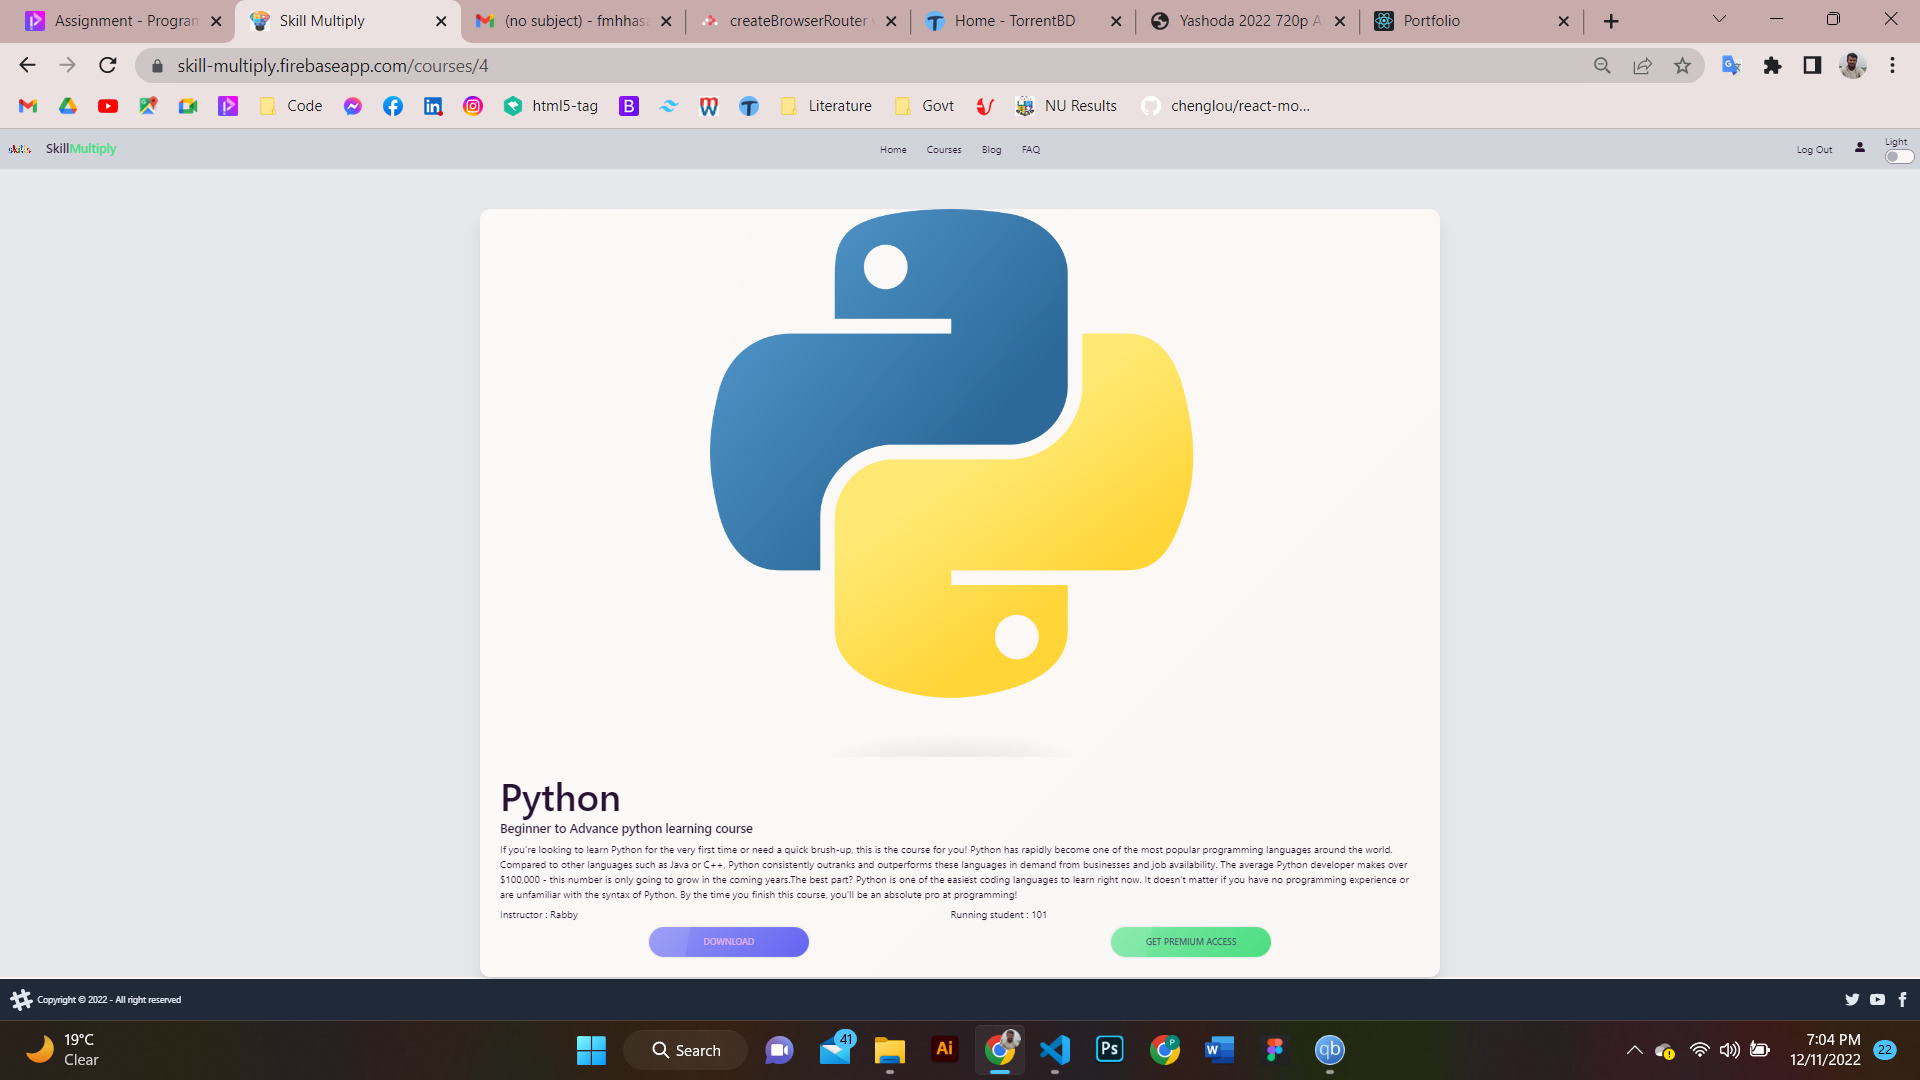 Assignment - Program
Skill Multiply
(no subject) - fmhhasa
createBrowserRouter v
Home - TorrentBD
Yashoda 2022 720p A
Portfolio
skill-multiply.firebaseapp.com/courses/4
Code
html5-tag
Literature
Govt
NU Results
chenglou/react-mo...
SkillMultiply
Home
Courses
Blog
FAQ
Log Out
Light
Python
Beginner to Advance python learning course
If you're looking to learn Python for the very first time or need a quick brush-up, this is the course for you! Python has rapidly become one of the most popular programming languages around the world.
Compared to other languages such as Java or C++, Python consistently outranks and outperforms these languages in demand from businesses and job availability. The average Python developer makes over
$100,000 - this number is only going to grow in the coming years.The best part? Python is one of the easiest coding languages to learn right now. It doesn't matter if you have no programming experience or
are unfamiliar with the syntax of Python. By the time you finish this course, you'll be an absolute pro at programming!
Instructor : Rabby
Running student : 101
DOWNLOAD
GET PREMIUM ACCESS
Copyright © 2022 - All right reserved
19°C
Clear
Search
41
Ai
Ps
P
W
qb
7:04 PM
12/11/2022
22